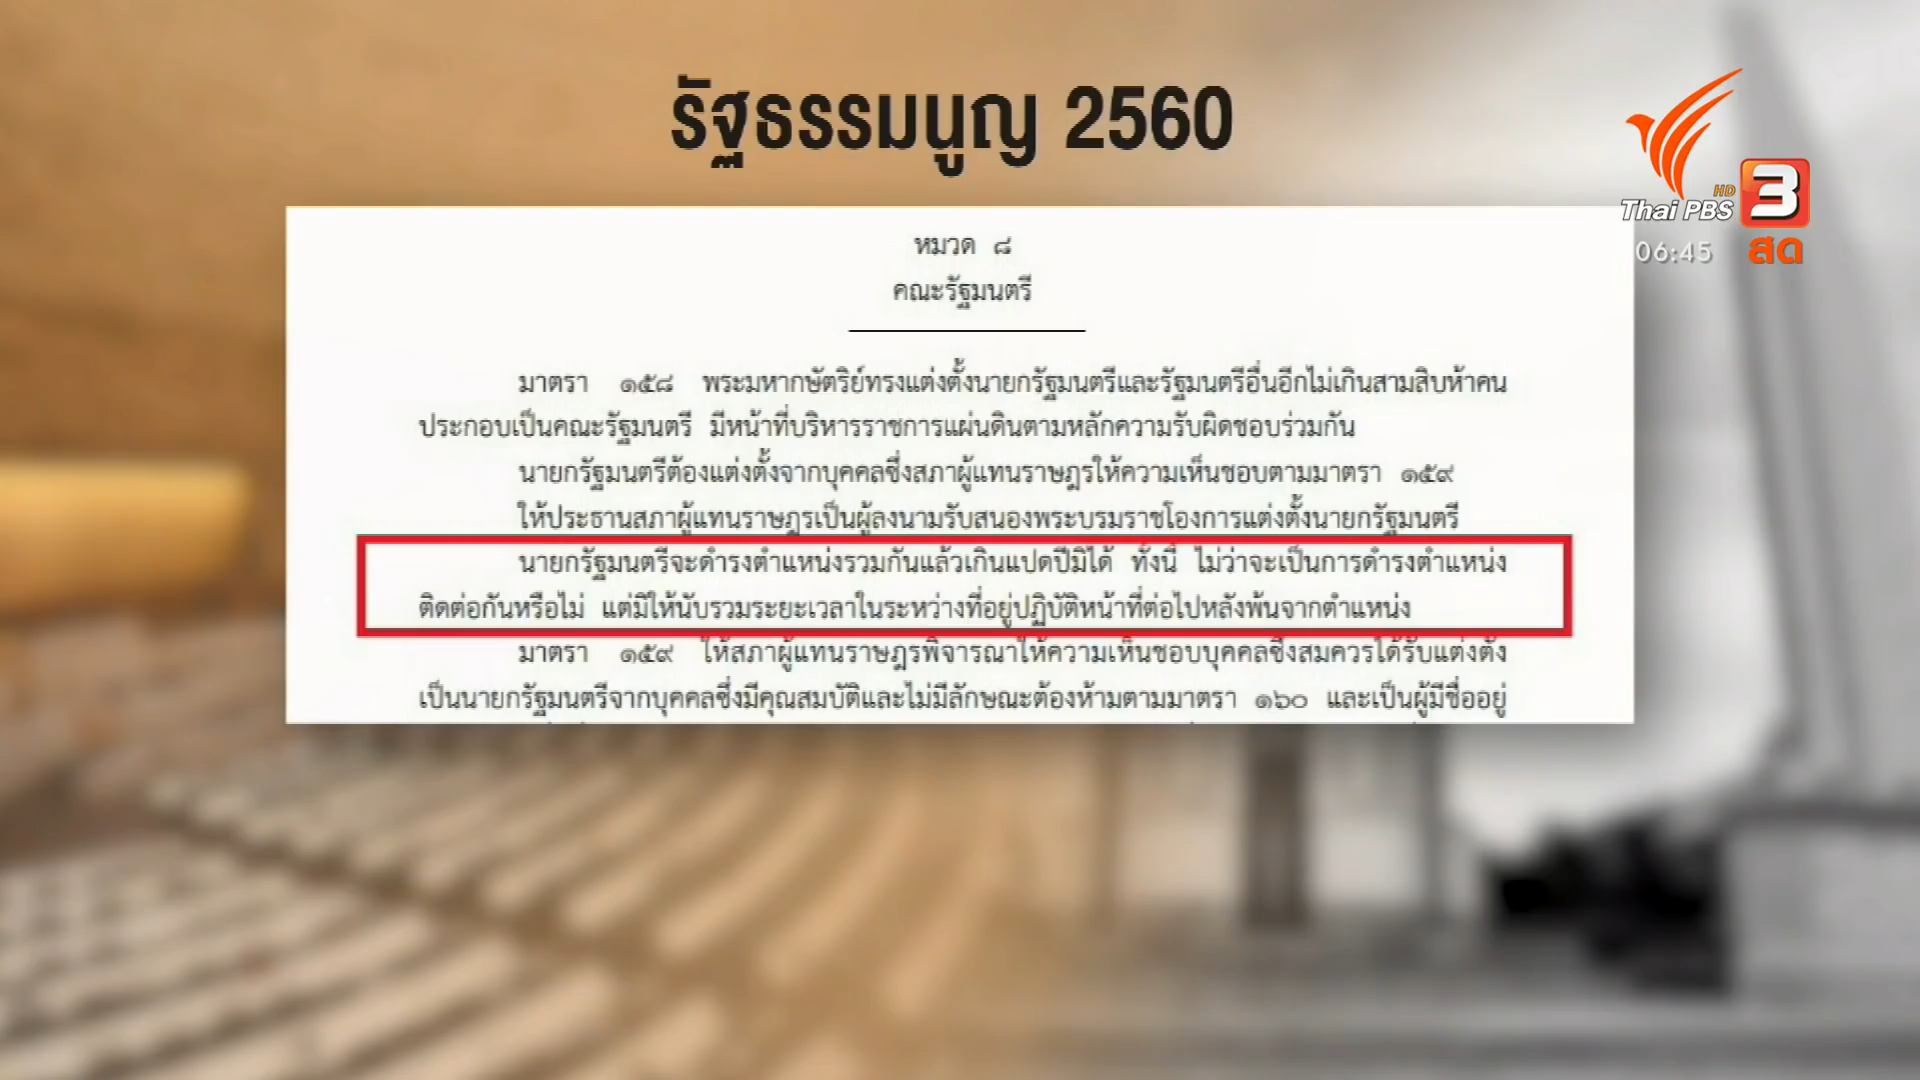 รัฐธรรมนูญ 2560
HD
Thai PBS 3
06:45 สด
หมวด ๘
คณะรัฐมนตรี
มาตรา ๑๕๘ พระมหากษัตริย์ทรงแต่งตั้งนายกรัฐมนตรีและรัฐมนตรีอื่นอีกไม่เกินสามสิบห้าคน
ประกอบเป็นคณะรัฐมนตรี มีหน้าที่บริหารราชการแผ่นดินตามหลักความรับผิดชอบร่วมกัน
นายกรัฐมนตรีต้องแต่งตั้งจากบุคคลซึ่งสภาผู้แทนราษฎรให้ความเห็นชอบตามมาตรา ๑๕๙
ให้ประธานสภาผู้แทนราษฎรเป็นผู้ลงนามรับสนองพระบรมราชโองการแต่งตั้งนายกรัฐมนตรี
นายกรัฐมนตรีจะดำรงตำแหน่งรวมกันแล้วเกินแปดปีมิได้ ทั้งนี้ ไม่ว่าจะเป็นการดำรงตำแหน่ง
ติดต่อกันหรือไม่ แต่มิให้นับรวมระยะเวลาในระหว่างที่อยู่ปฏิบัติหน้าที่ต่อไปหลังพ้นจากตำแหน่ง
มาตรา ๑๕๙ ให้สภาผู้แทนราษฎรพิจารณาให้ความเห็นชอบบุคคลซึ่งสมควรได้รับแต่งตั้ง
เป็นนายกรัฐมนตรีจากบุคคลซึ่งมีคุณสมบัติและไม่มีลักษณะต้องห้ามตามมาตรา ๑๖๐ และเป็นผู้มีชื่ออยู่